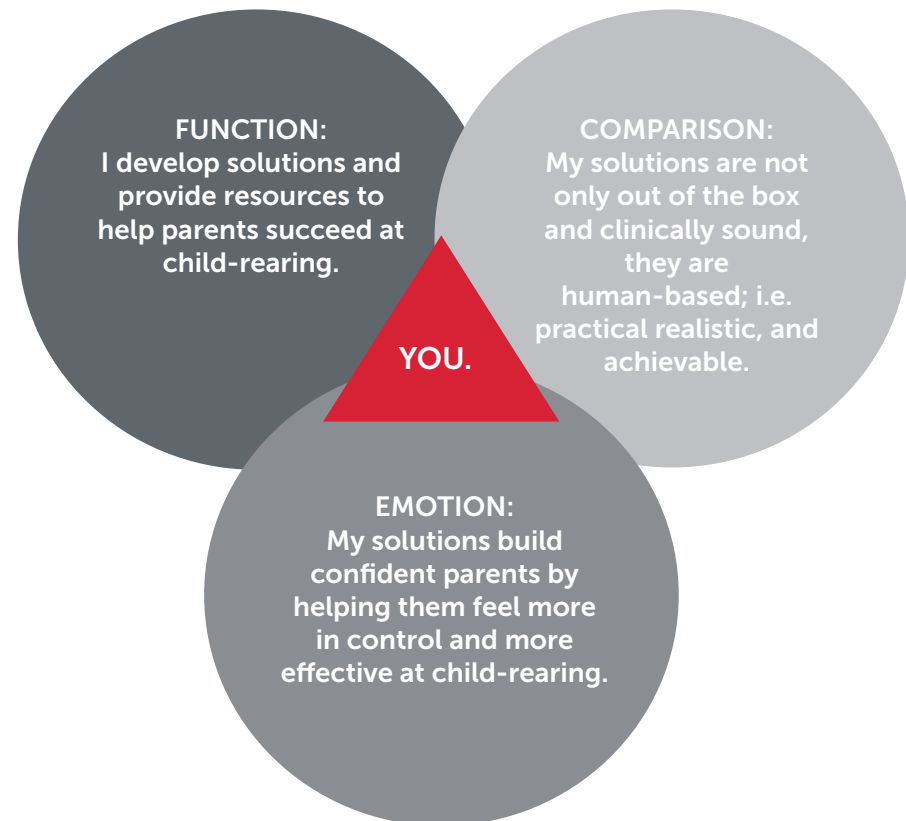 FUNCTION:
I develop solutions and
provide resources to
help parents succeed at
child-rearing.
COMPARISON:
My solutions are not
only out of the box
and clinically sound,
they are
human-based; i.e.
practical realistic, and
achievable.
YOU.
EMOTION:
My solutions build
confident parents by
helping them feel more
in control and more
effective at child-rearing.